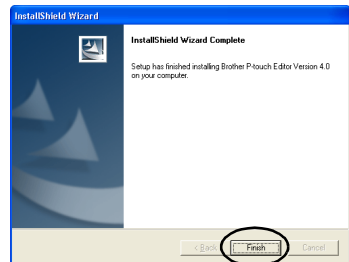 InstallShield Wizard
InstallShield Wizard Complete
Setup has finished installing Brother P-touch Editor Version 4.0
on your computer.
< Back
Finish
Cancel